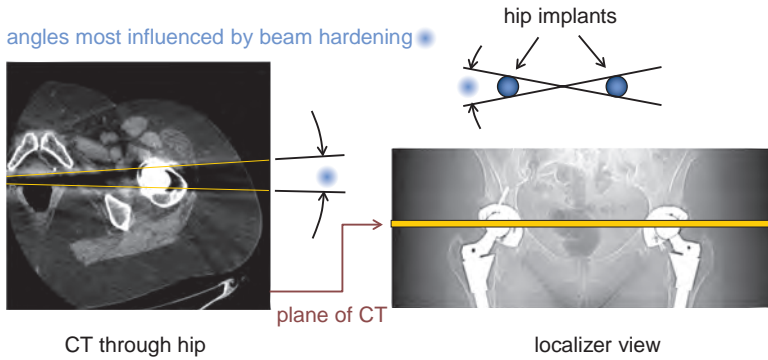 hip implants
angles most influenced by beam hardening
plane of CT
CT through hip
localizer view